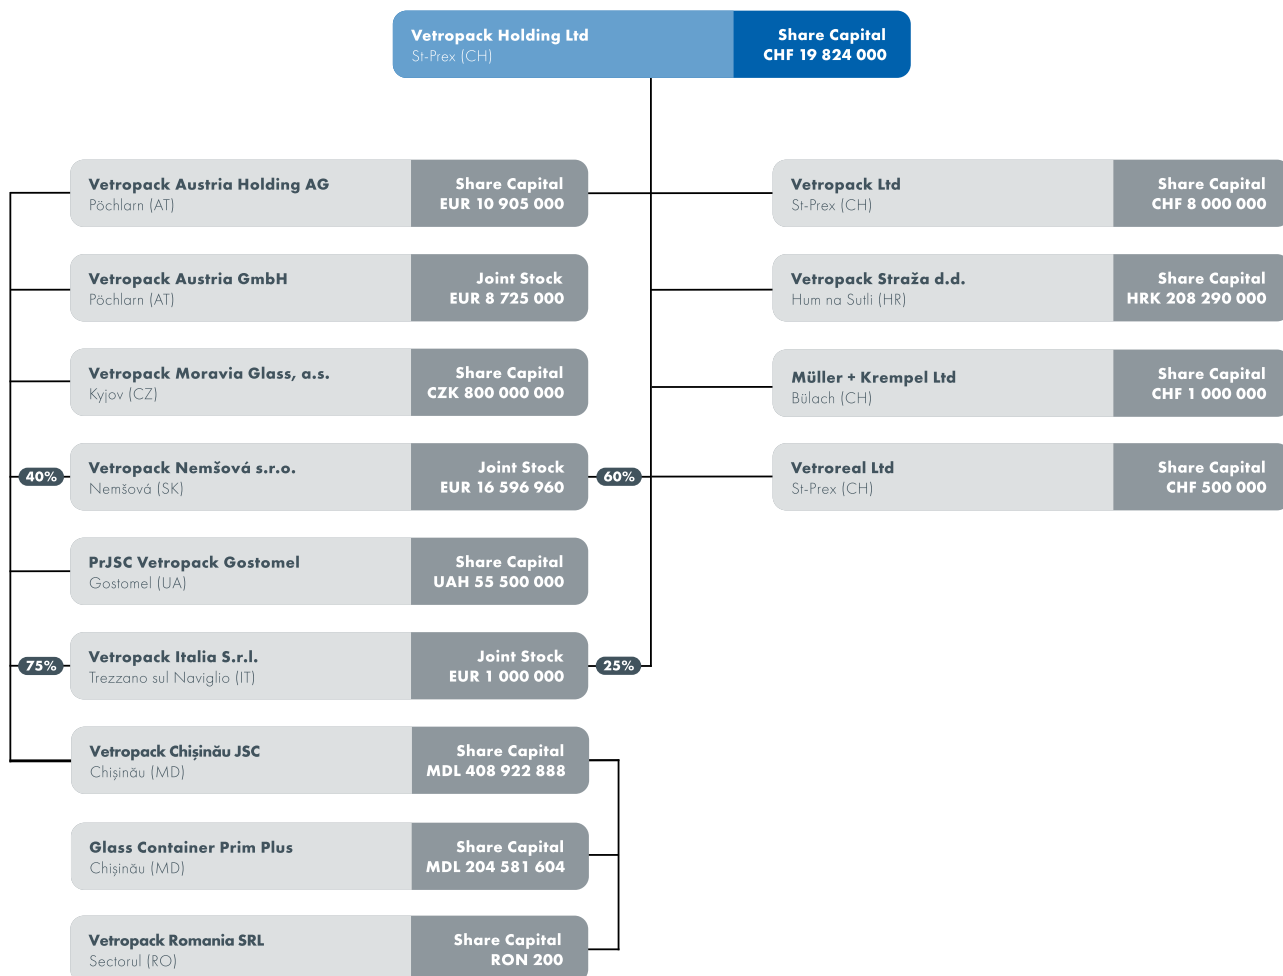 Vetropack Holding Ltd
St-Prex (CH)
Share Capital
CHF 19 824 000
Vetropack Austria Holding AG
Pöchlarn (AT)
Share Capital
EUR 10 905 000
Vetropack Ltd
St-Prex (CH)
Share Capital
CHF 8 000 000
Vetropack Austria GmbH
Pöchlarn (AT)
Joint Stock
EUR 8 725 000
Vetropack Straža d.d.
Hum na Sutli (HR)
Share Capital
HRK 208 290 000
Vetropack Moravia Glass, a.s.
Kyjov (CZ)
Share Capital
CZK 800 000 000
Müller + Krempel Ltd
Bülach (CH)
Share Capital
CHF 1 000 000
40%
Vetropack Nemšová s.r.o.
Nemšová (SK)
Joint Stock
EUR 16 596 960
60%
Vetroreal Ltd
St-Prex (CH)
Share Capital
CHF 500 000
PrJSC Vetropack Gostomel
Gostomel (UA)
Share Capital
UAH 55 500 000
75%
Vetropack Italia S.r.l.
Trezzano sul Naviglio (IT)
Joint Stock
EUR 1 000 000
25%
Vetropack Chișinău JSC
Chișinău (MD)
Share Capital
MDL 408 922 888
Glass Container Prim Plus
Chișinău (MD)
Share Capital
MDL 204 581 604
Vetropack Romania SRL
Sectorul (RO)
Share Capital
RON 200